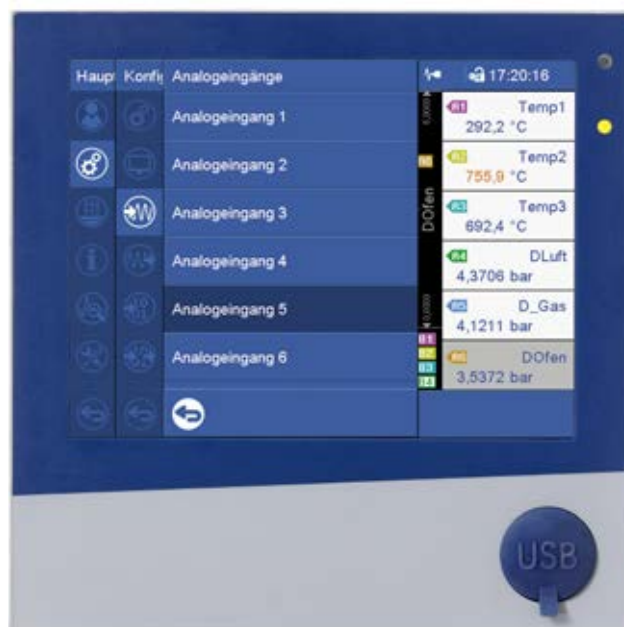 Haup
Konfi
Analogeingänge
17:20:16
Analogeingang 1
Analogeingang 2
Analogeingang 3
Analogeingang 4
Analogeingang 5
Analogeingang 6
DOfen
Temp1
292,2 °C
Temp2
755,9 °C
Temp3
692,4 °C
DLuft
4,3706 bar
D_Gas
4,1211 bar
DOfen
3,5372 bar
USB